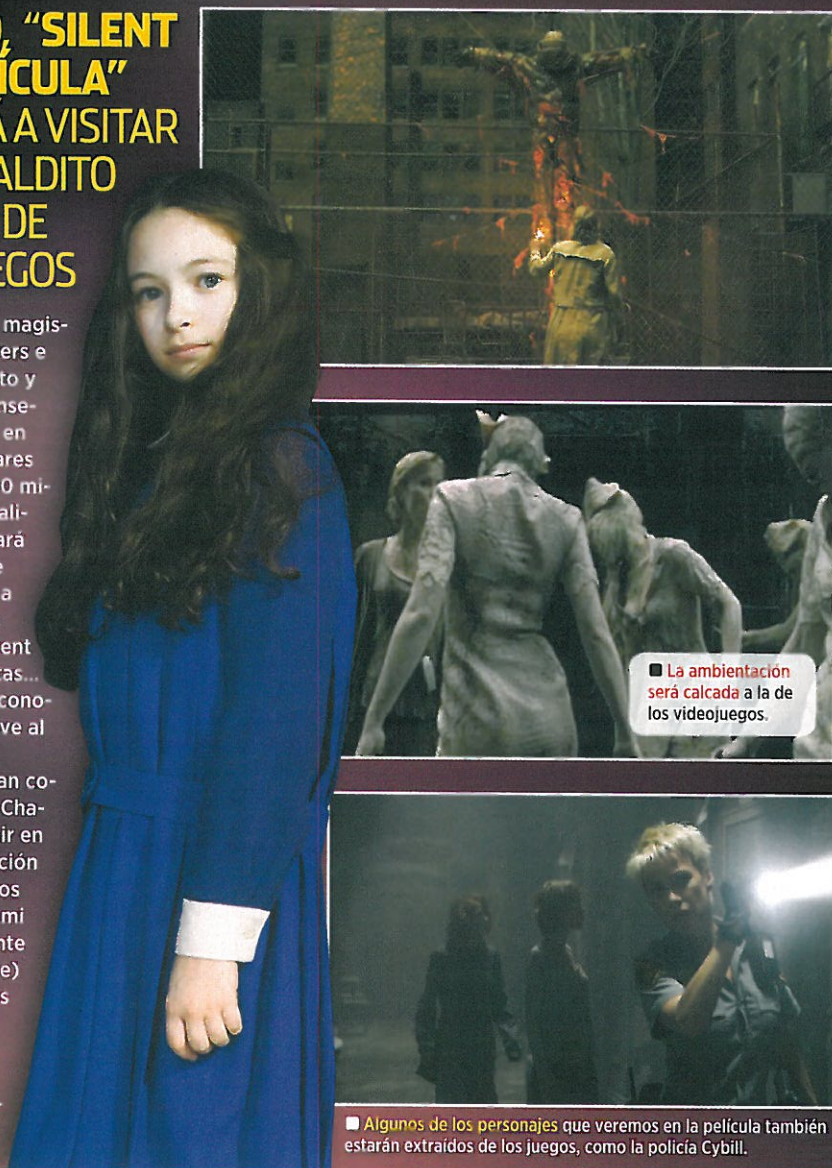 O, “SILENT
ÍCULA”
Á A VISITAR
ALDITO
DE
EGOS
magis-
ers e
to y
nse-
en
ares
0 mi-
ali-
ará
e
a
ent
tas...
cono-
ve al
an co-
Cha-
ir en
ción
os
mi
nte
e)
s
La ambientación
será calcada a la de
los videojuegos.
Algunos de los personajes que veremos en la película también
estarán extraídos de los juegos, como la policía Cybill.